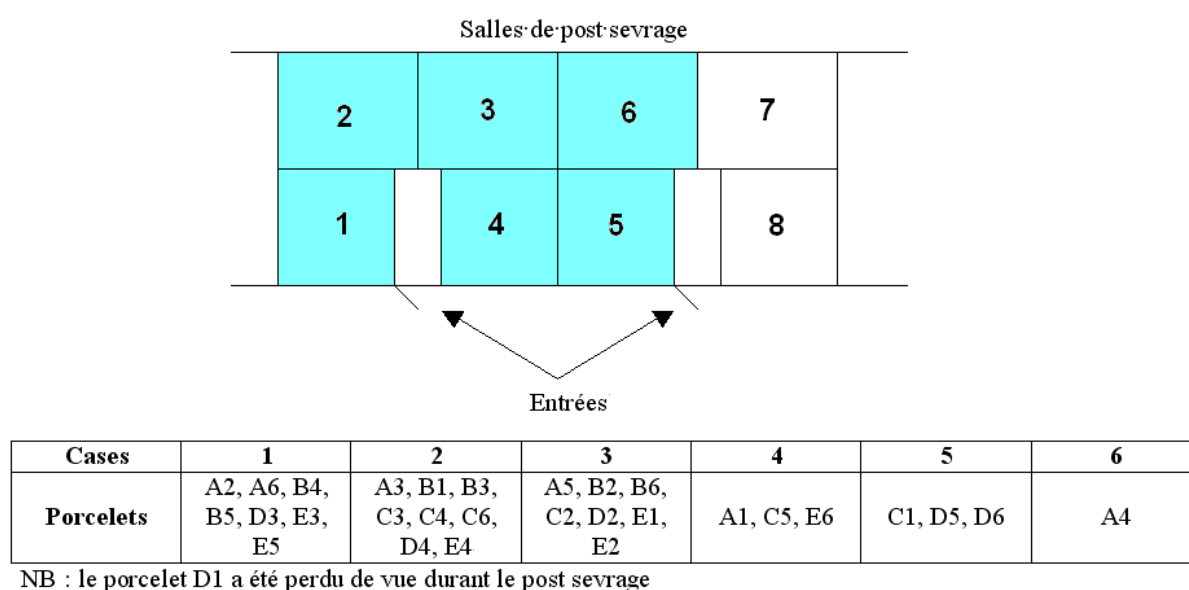 Salles·de·post·sevrage
2 3 6 7
1 4 5 8
Entrées
Cases 1 2 3 4 5 6
A2, A6, B4, A3, B1, B3, A5, B2, B6,
Porcelets B5, D3, E3, C3, C4, C6, C2, D2, E1, A1, C5, E6 C1, D5, D6 A4
E5 D4, E4 E2
NB : le porcelet D1 a été perdu de vue durant le post sevrage